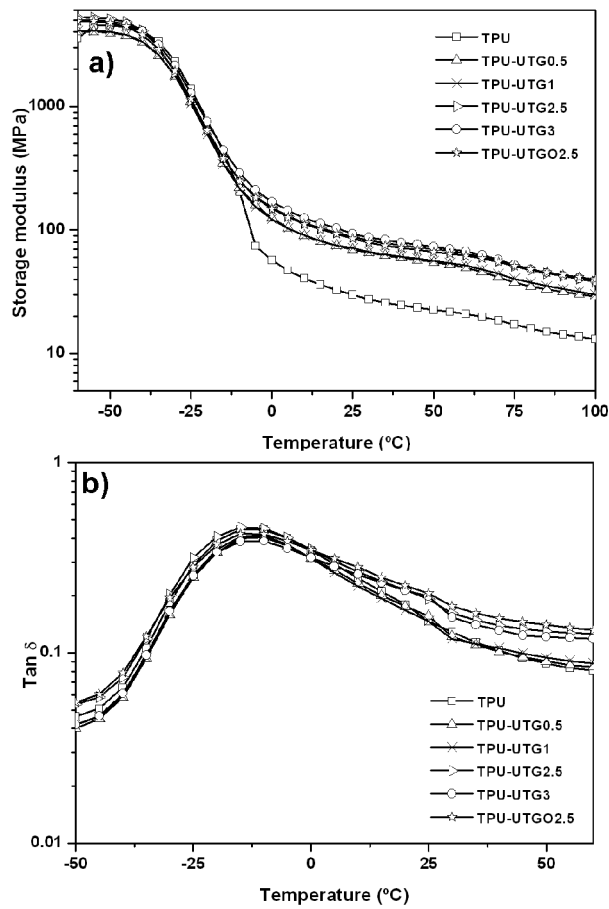 a)
TPU
TPU-UTG0.5
TPU-UTG1
TPU-UTG2.5
TPU-UTG3
TPU-UTGO2.5
Storage modulus (MPa)
1000
100
10
-50 -25 0 25 50 75 100
Temperature (ºC)
b)
1
0.1
0.01
Tan δ
TPU
TPU-UTG0.5
TPU-UTG1
TPU-UTG2.5
TPU-UTG3
TPU-UTGO2.5
-50 -25 0 25 50
Temperature (ºC)